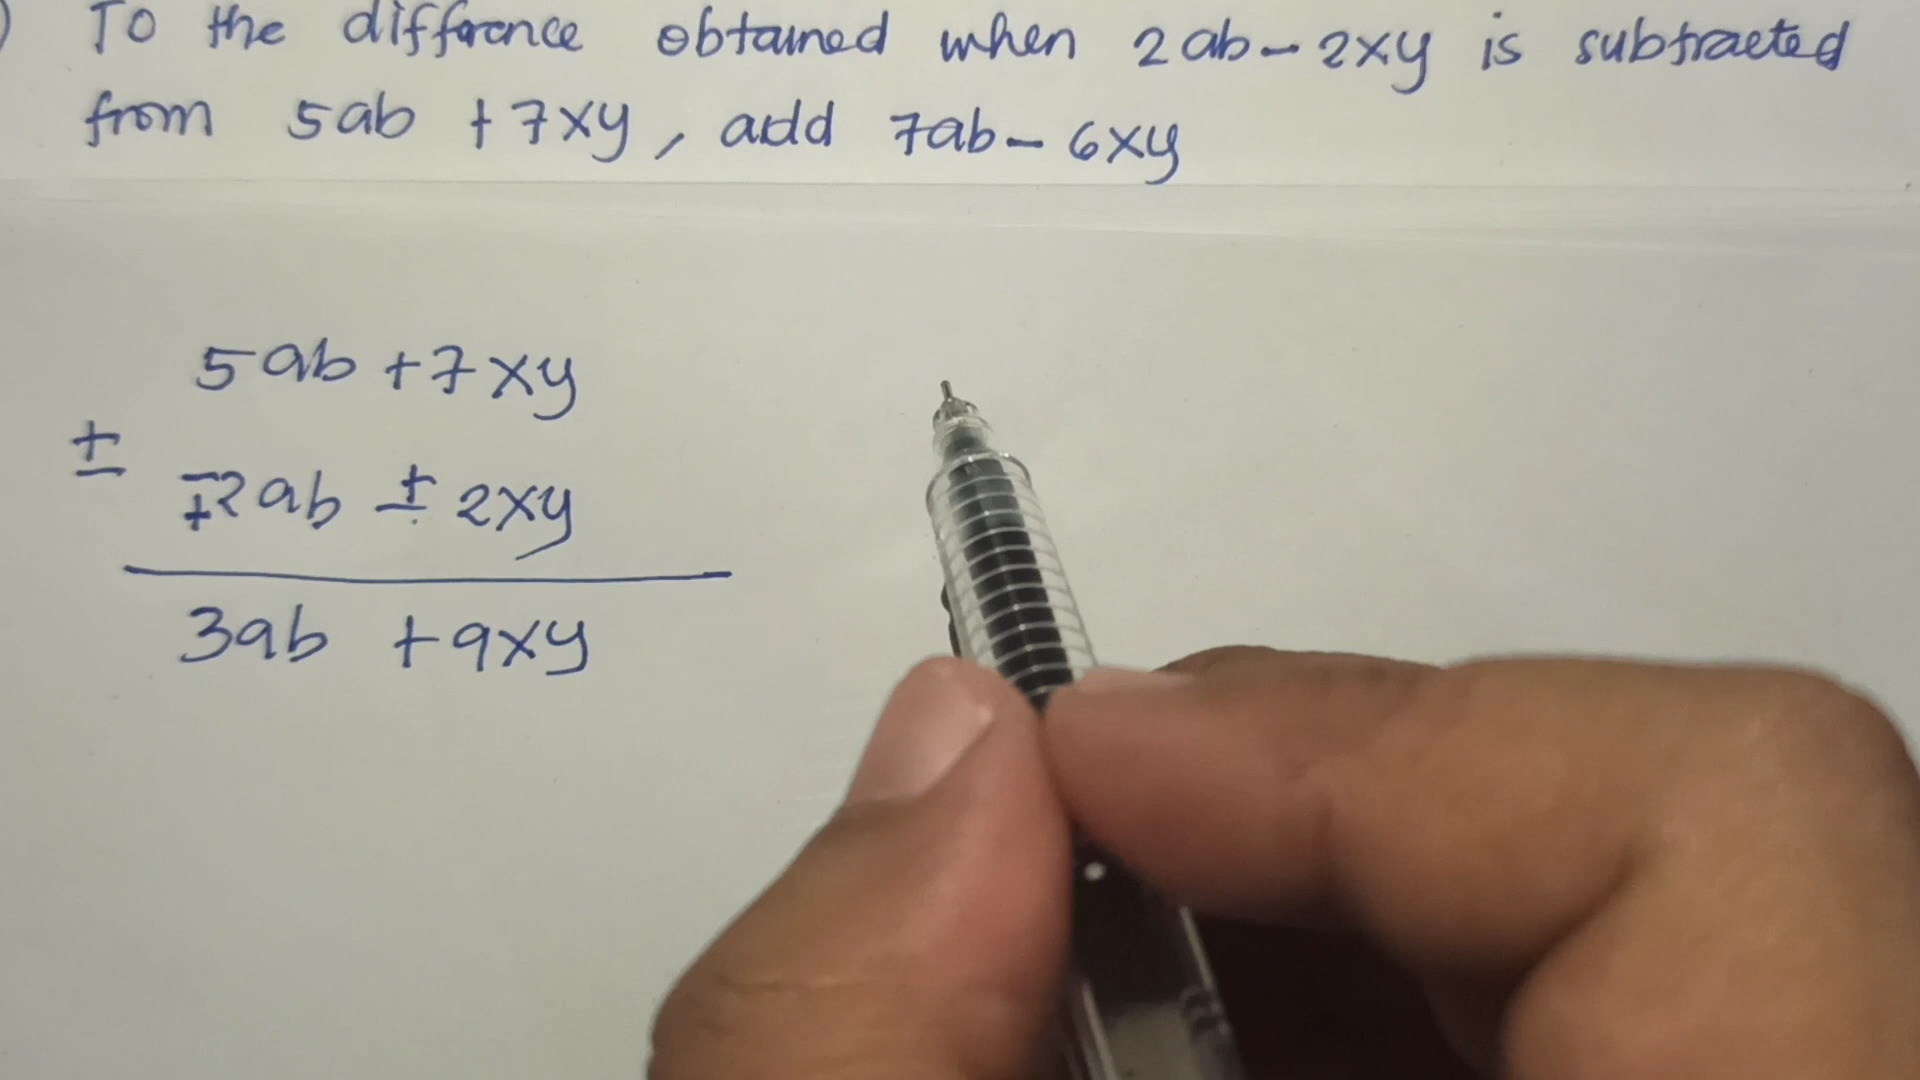 ) To the difference obtained when 2ab - 2xy is subtracted
from 5ab + 7xy, add 7ab - 6xy
5ab + 7xy
±
∓2ab ± 2xy
3ab + 9xy